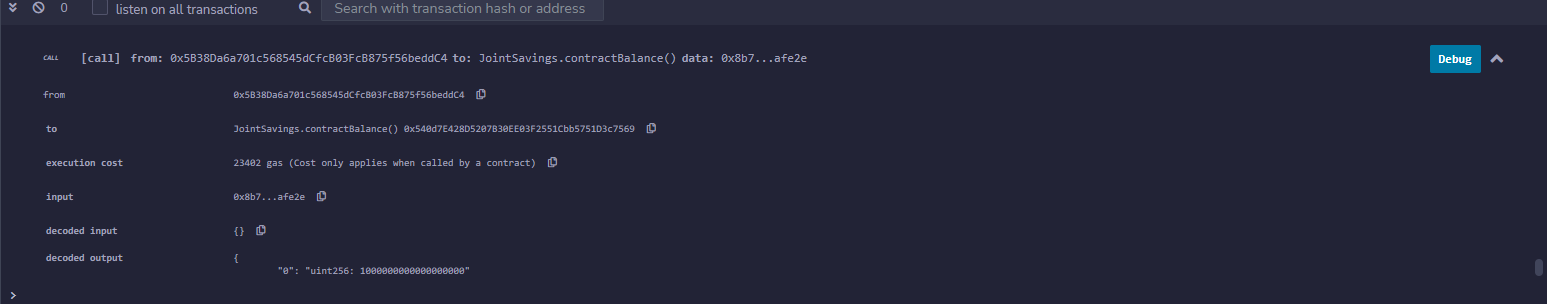 0 listen on all transactions Search with transaction hash or address
CALL [call] from: 0x5B38Da6a701c568545dCfcB03FcB875f56beddC4 to: JointSavings.contractBalance() data: 0x8b7...afe2e Debug
from 0x5B38Da6a701c568545dCfcB03FcB875f56beddC4
to JointSavings.contractBalance() 0x540d7E428D5207B30EE03F2551Cbb5751D3c7569
execution cost 23402 gas (Cost only applies when called by a contract)
input 0x8b7...afe2e
decoded input {}
decoded output {
"0": "uint256: 1000000000000000000"
>